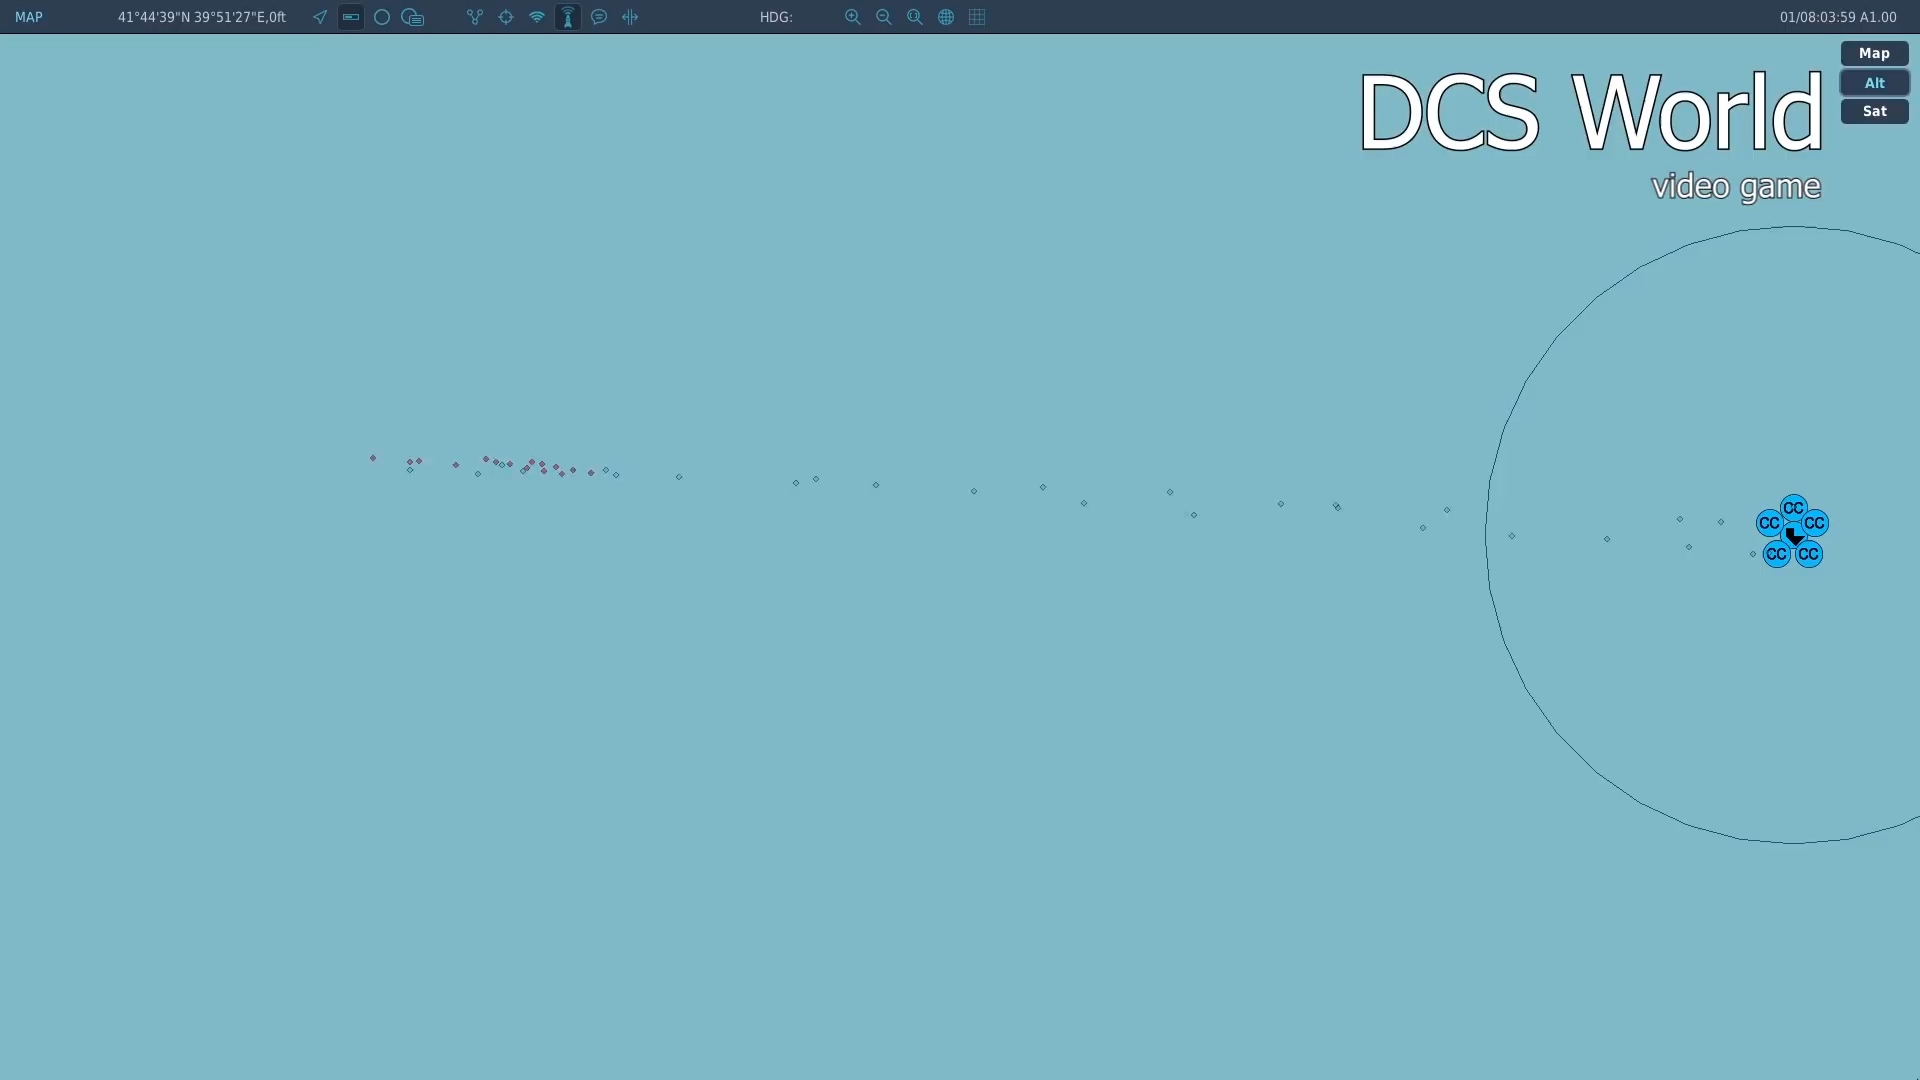 MAP 41°44'39"N 39°51'27"E,0ft HDG: 01/08:03:59 A1.00
Map
Alt
Sat
DCS World
video game
CC
CC CC
CC CC